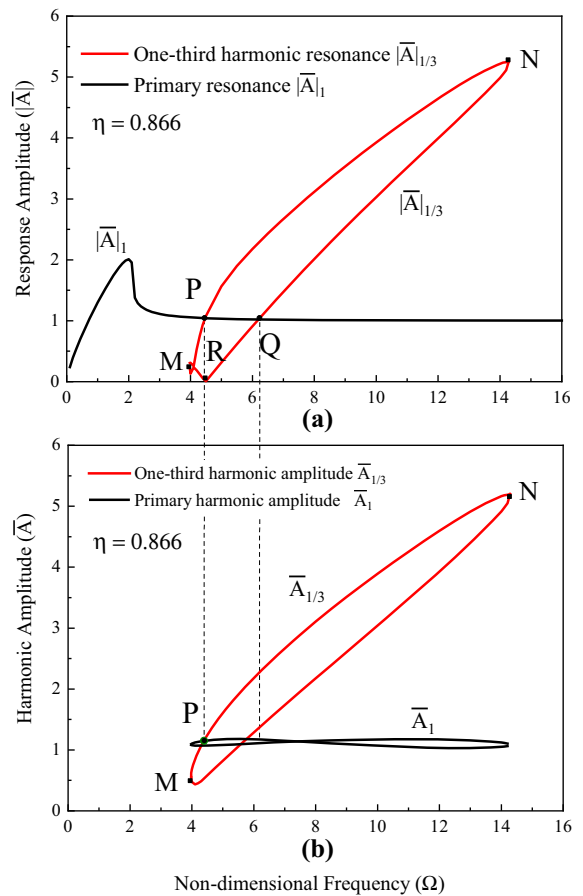 6
One-third harmonic resonance |A̅|1/3
N
Primary resonance |A̅|1
5
η = 0.866
4
|A̅|1/3
3
|A̅|1
2
P
1
M
R
Q
0
0 2 4 6 8 10 12 14 16
Response Amplitude (|A̅|)
(a)
6
One-third harmonic amplitude A̅1/3
N
Primary harmonic amplitude A̅1
5
η = 0.866
4
A̅1/3
3
2
P
A̅1
1
M
0
0 2 4 6 8 10 12 14 16
Harmonic Amplitude (A̅)
(b)
Non-dimensional Frequency (Ω)